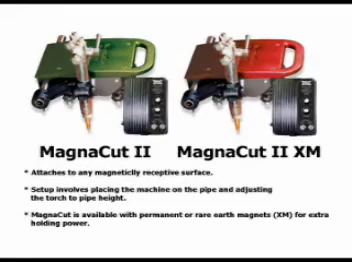 MagnaCut II MagnaCut II XM
* Attaches to any magneticlly receptive surface.
* Setup involves placing the machine on the pipe and adjusting
the torch to pipe height.
* MagnaCut is available with permanent or rare earth magnets (XM) for extra
holding power.